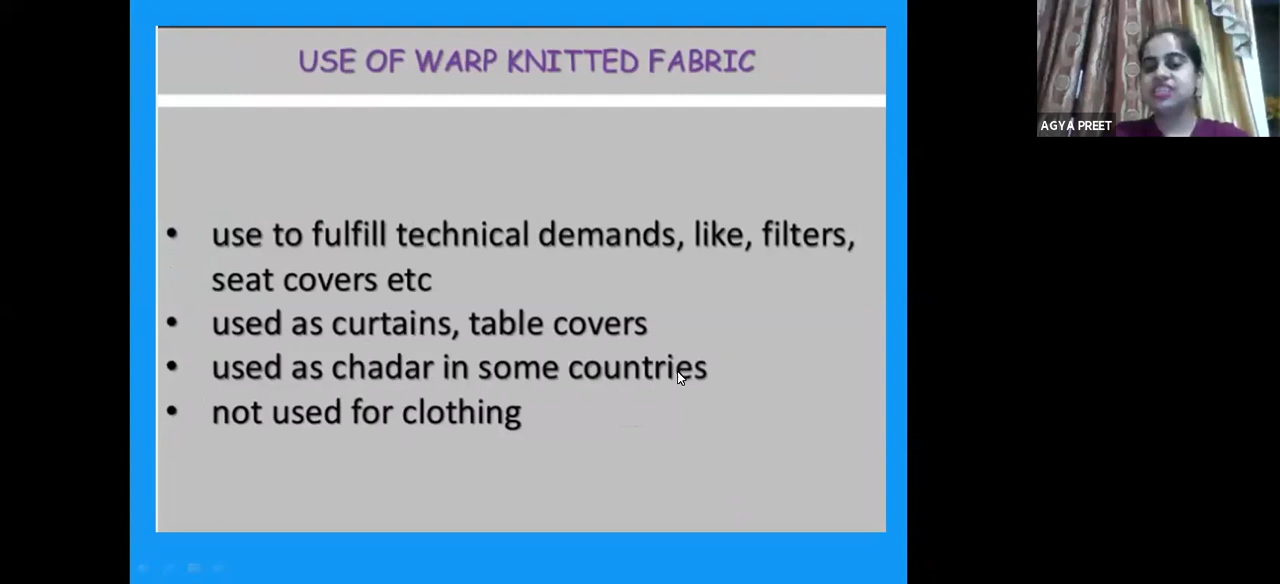 USE OF WARP KNITTED FABRIC
AGYA PREET
• use to fulfill technical demands, like, filters,
seat covers etc
• used as curtains, table covers
• used as chadar in some countries
• not used for clothing